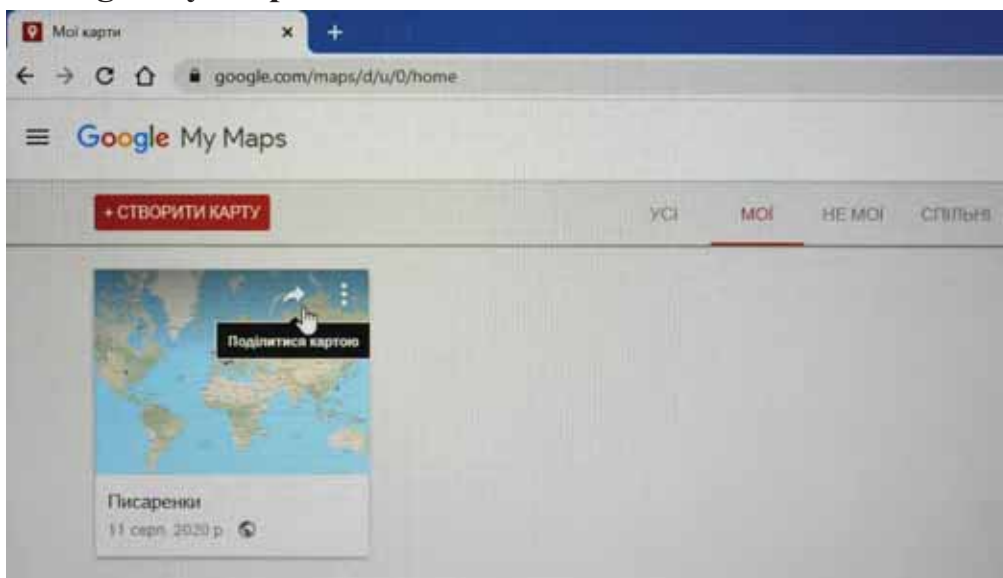 Мої карти
google.com/maps/d/u/0/home
Google My Maps
+ СТВОРИТИ КАРТУ
УСІ МОЇ НЕ МОЇ СПІЛЬНІ
Поділитися картою
Писаренки
11 серп. 2020 р.